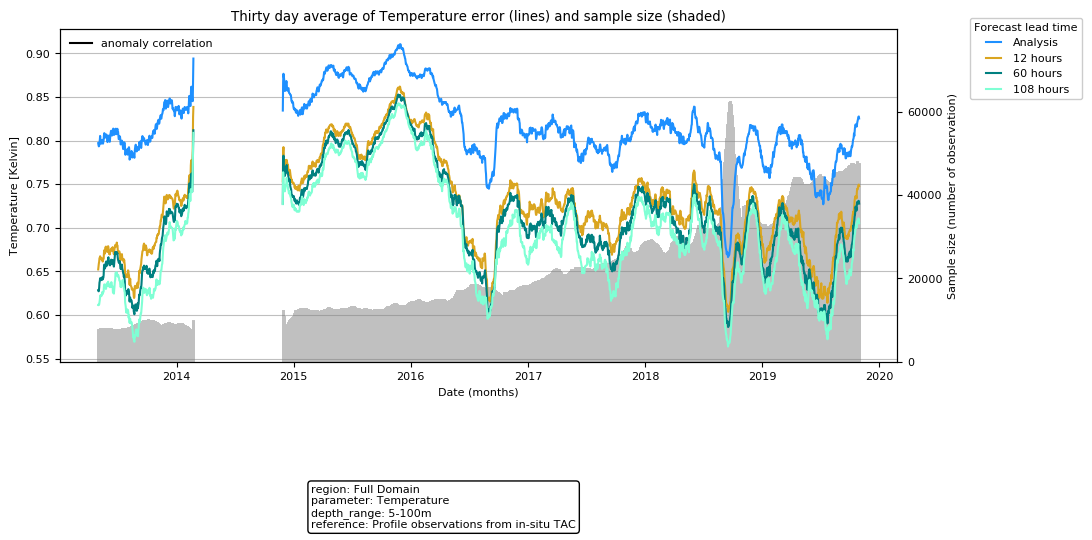 Thirty day average of Temperature error (lines) and sample size (shaded)
anomaly correlation
Forecast lead time
Analysis
12 hours
60 hours
108 hours
Temperature [Kelvin]
0.90
0.85
0.80
0.75
0.70
0.65
0.60
0.55
Sample size (number of observation)
60000
40000
20000
0
2014
2015
2016
2017
2018
2019
2020
Date (months)
region: Full Domain
parameter: Temperature
depth_range: 5-100m
reference: Profile observations from in-situ TAC